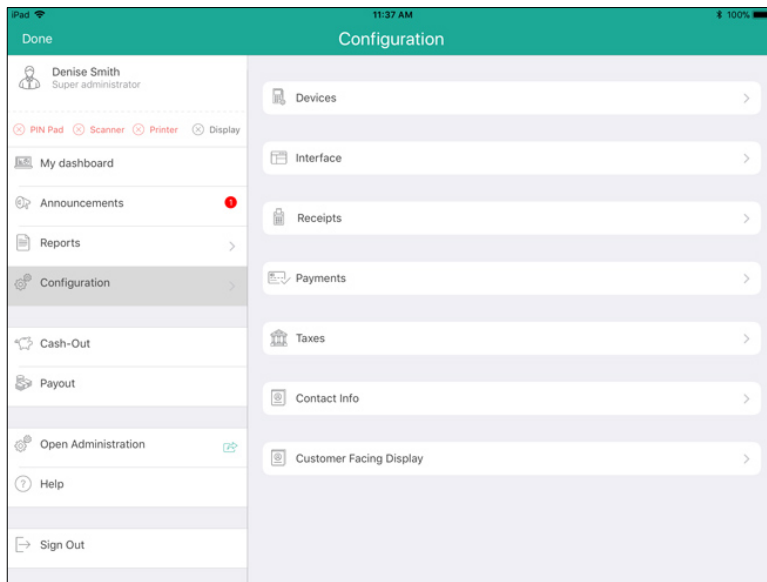 iPad 11:37 AM 100%
Done Configuration
Denise Smith
Super administrator
PIN Pad Scanner Printer Display
My dashboard
Announcements 1
Reports
Configuration
Cash-Out
Payout
Open Administration
Help
Sign Out
Devices
Interface
Receipts
Payments
Taxes
Contact Info
Customer Facing Display